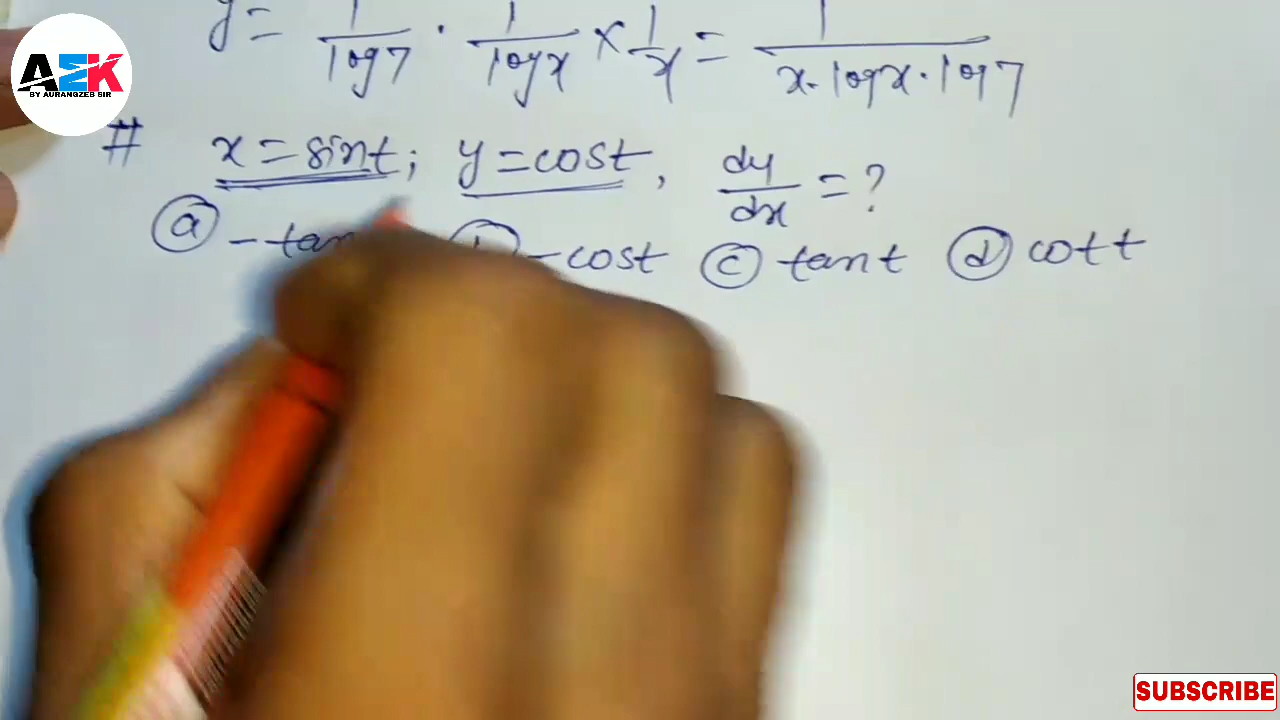 y = 1/log7 · 1/logx × 1/x = 1/x·logx·log7
AEK
BY AURANGZEB SIR
# x = sint; y = cost, dy/dx = ?
(a) -tan (b) -cost (c) tant (d) cott
SUBSCRIBE